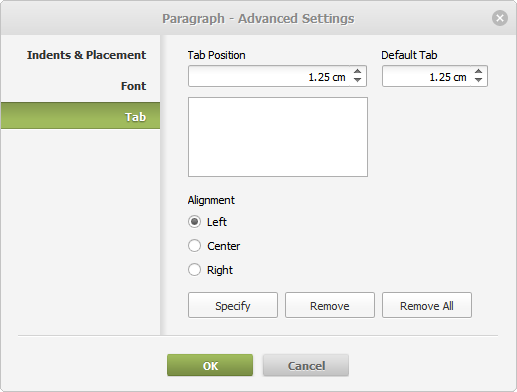 Paragraph - Advanced Settings
Indents & Placement
Font
Tab
Tab Position
Default Tab
1.25 cm
1.25 cm
Alignment
Left
Center
Right
Specify
Remove
Remove All
OK
Cancel